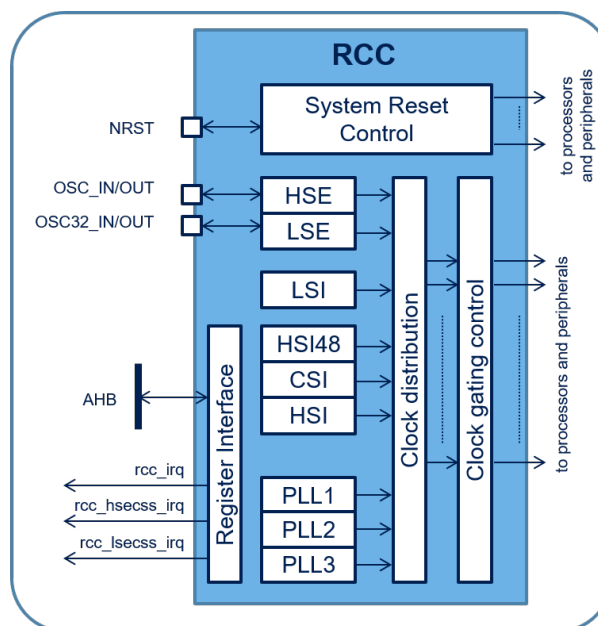 RCC
System Reset
Control
NRST
to processors
and peripherals
OSC_IN/OUT
OSC32_IN/OUT
HSE
LSE
LSI
HSI48
CSI
HSI
AHB
Register Interface
rcc_irq
rcc_hsecss_irq
rcc_lsecss_irq
PLL1
PLL2
PLL3
Clock distribution
Clock gating control
to processors and peripherals